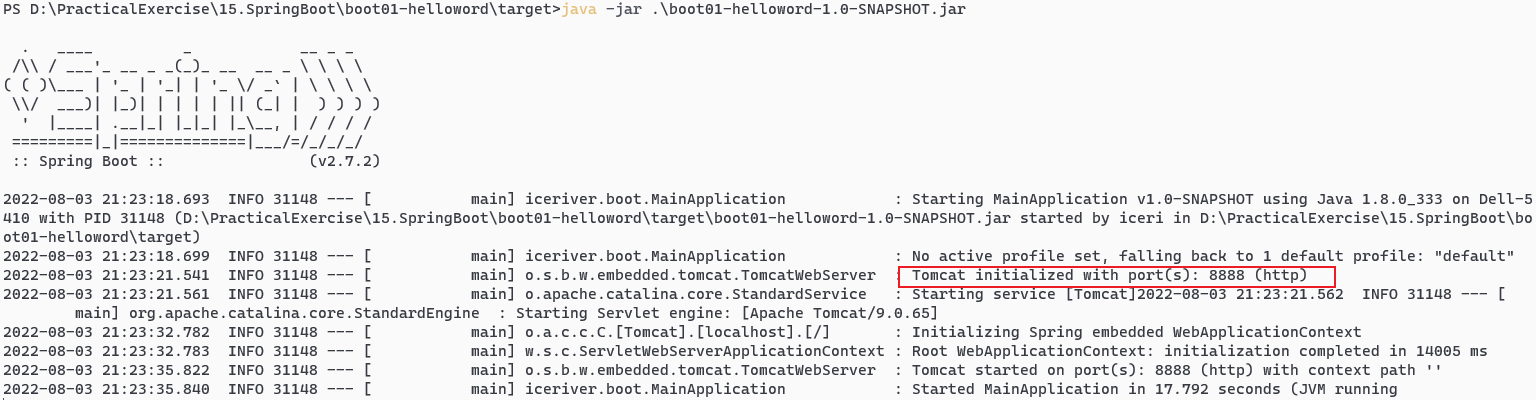 PS D:\PracticalExercise\15.SpringBoot\boot01-helloword\target>java -jar .\boot01-helloword-1.0-SNAPSHOT.jar

  .   ____          _            __ _ _
 /\\ / ___'_ __ _ _(_)_ __  __ _ \ \ \ \
( ( )\___ | '_ | '_| | '_ \/ _` | \ \ \ \
 \\/  ___)| |_)| | | | | || (_| |  ) ) ) )
  '  |____| .__|_| |_|_| |_\__, | / / / /
 =========|_|==============|___/=/_/_/_/
 :: Spring Boot ::                (v2.7.2)

2022-08-03 21:23:18.693  INFO 31148 --- [           main] iceriver.boot.MainApplication            : Starting MainApplication v1.0-SNAPSHOT using Java 1.8.0_333 on Dell-5
410 with PID 31148 (D:\PracticalExercise\15.SpringBoot\boot01-helloword\target\boot01-helloword-1.0-SNAPSHOT.jar started by iceri in D:\PracticalExercise\15.SpringBoot\bo
ot01-helloword\target)
2022-08-03 21:23:18.699  INFO 31148 --- [           main] iceriver.boot.MainApplication            : No active profile set, falling back to 1 default profile: "default"
2022-08-03 21:23:21.541  INFO 31148 --- [           main] o.s.b.w.embedded.tomcat.TomcatWebServer  : Tomcat initialized with port(s): 8888 (http)
2022-08-03 21:23:21.561  INFO 31148 --- [           main] o.apache.catalina.core.StandardService   : Starting service [Tomcat]2022-08-03 21:23:21.562  INFO 31148 --- [
        main] org.apache.catalina.core.StandardEngine  : Starting Servlet engine: [Apache Tomcat/9.0.65]
2022-08-03 21:23:32.782  INFO 31148 --- [           main] o.a.c.c.C.[Tomcat].[localhost].[/]       : Initializing Spring embedded WebApplicationContext
2022-08-03 21:23:32.783  INFO 31148 --- [           main] w.s.c.ServletWebServerApplicationContext : Root WebApplicationContext: initialization completed in 14005 ms
2022-08-03 21:23:35.822  INFO 31148 --- [           main] o.s.b.w.embedded.tomcat.TomcatWebServer  : Tomcat started on port(s): 8888 (http) with context path ''
2022-08-03 21:23:35.840  INFO 31148 --- [           main] iceriver.boot.MainApplication            : Started MainApplication in 17.792 seconds (JVM running